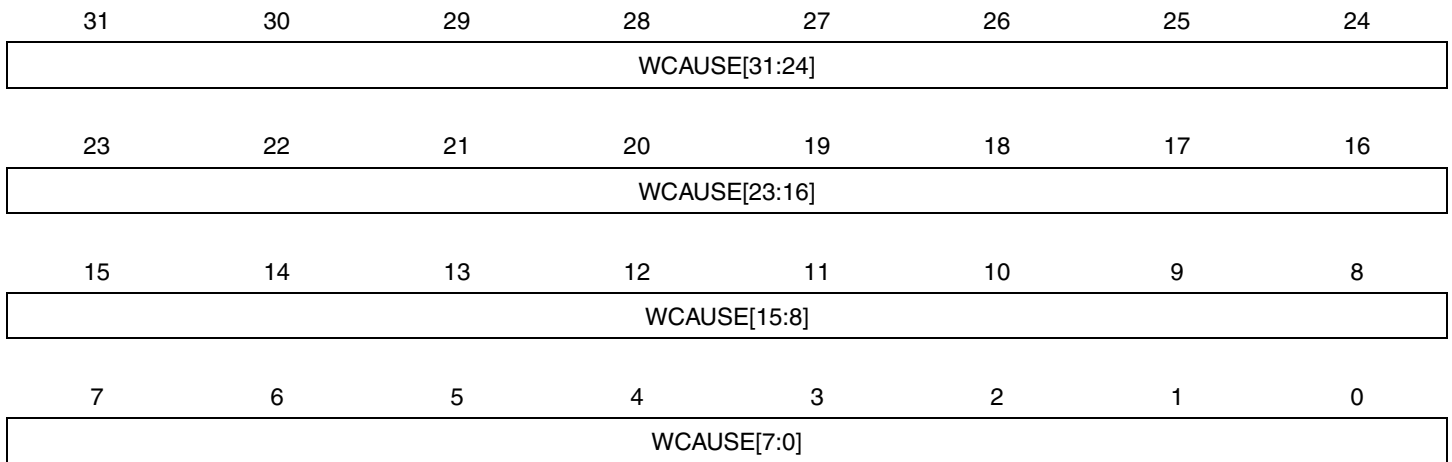 31 30 29 28 27 26 25 24
WCAUSE[31:24]
23 22 21 20 19 18 17 16
WCAUSE[23:16]
15 14 13 12 11 10 9 8
WCAUSE[15:8]
7 6 5 4 3 2 1 0
WCAUSE[7:0]